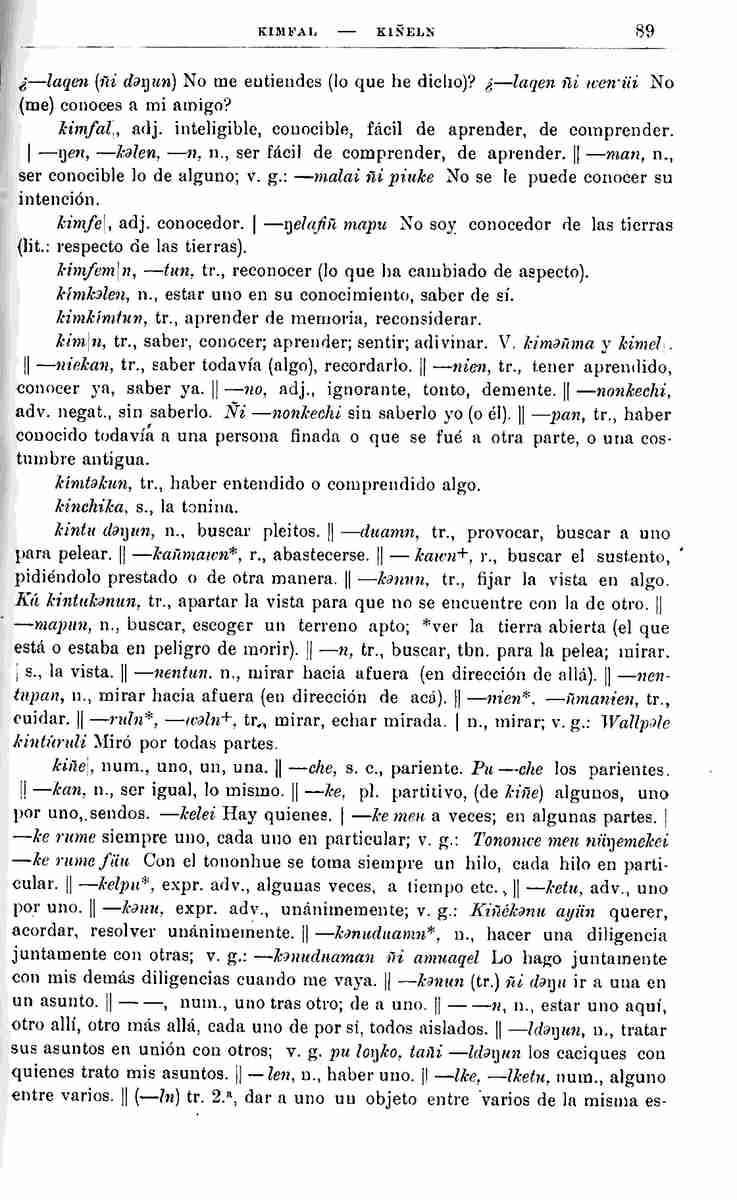 KIMFAL — KIÑELN 89
¿—laqen (ñi dəŋun) No me entiendes (lo que he dicho)? ¿—laqen ñi wenüi No
(me) conoces a mi amigo?
kimfal|, adj. inteligible, conocible, fácil de aprender, de comprender.
| —ŋen, —kəlen, —n, n., ser fácil de comprender, de aprender. || —man, n.,
ser conocible lo de alguno; v. g.: —malai ñi piuke No se le puede conocer su
intención.
kimfe|, adj. conocedor. | —ŋelafiñ mapu No soy conocedor de las tierras
(lit.: respecto de las tierras).
kimfem|n, —tun, tr., reconocer (lo que ha cambiado de aspecto).
kímkəlen, n., estar uno en su conocimiento, saber de sí.
kimkímtun, tr., aprender de memoria, reconsiderar.
kim|n, tr., saber, conocer; aprender; sentir; adivinar. V. kiməñma y kimel|.
|| —niekan, tr., saber todavía (algo), recordarlo. || —nien, tr., tener aprendido,
conocer ya, saber ya. || —no, adj., ignorante, tonto, demente. || —nonkechi,
adv. negat., sin saberlo. Ñi —nonkechi sin saberlo yo (o él). || —pan, tr., haber
conocido todavía a una persona finada o que se fué a otra parte, o una cos-
tumbre antigua.
kímtəkun, tr., haber entendido o comprendido algo.
kinchika, s., la tonina.
kintu dəŋun, n., buscar pleitos. || —duamn, tr., provocar, buscar a uno
para pelear. || —kañmawn*, r., abastecerse. || —kawn+, r., buscar el sustento,
pidiéndolo prestado o de otra manera. || —kənun, tr., fijar la vista en algo.
Ká kintukənun, tr., apartar la vista para que no se encuentre con la de otro. ||
—mapun, n., buscar, escoger un terreno apto; *ver la tierra abierta (el que
está o estaba en peligro de morir). || —n, tr., buscar, tbn. para la pelea; mirar.
| s., la vista. || —nentun. n., mirar hacia afuera (en dirección de allá). || —nen-
tupan, n., mirar hacia afuera (en dirección de acá). || —nien*, —ñmanien, tr.,
cuidar. || —ruln*, —wəln+, tr., mirar, echar mirada. | n., mirar; v. g.: Wallpəle
kintúruli Miró por todas partes.
kiñe|, num., uno, un, una. || —che, s. c., pariente. Pu —che los parientes.
|| —kan, n., ser igual, lo mismo. || —ke, pl. partitivo, (de kiñe) algunos, uno
por uno, sendos. —kelei Hay quienes. | —ke meu a veces; en algunas partes. |
—ke rume siempre uno, cada uno en particular; v. g.: Tononwe meu nüŋemekei
—ke rume füu Con el tononhue se toma siempre un hilo, cada hilo en parti-
cular. || —kelpu*, expr. adv., algunas veces, a tiempo etc., || —ketu, adv., uno
por uno. || —kənu, expr. adv., unánimemente; v. g.: Kiñékənu ayün querer,
acordar, resolver unánimemente. || —kənuduamn*, n., hacer una diligencia
juntamente con otras; v. g.: —kənuduaman ñi amuaqel Lo hago juntamente
con mis demás diligencias cuando me vaya. || —kənun (tr.) ñi dəŋu ir a una en
un asunto. || — —, num., uno tras otro; de a uno. || — —n, n., estar uno aquí,
otro allí, otro más allá, cada uno de por sí, todos aislados. || —ldəŋun, n., tratar
sus asuntos en unión con otros; v. g. pu loŋko, tañi —ldəŋun los caciques con
quienes trato mis asuntos. || —len, n., haber uno. || —lke, —lketu, num., alguno
entre varios. || (—ln) tr. 2.ª, dar a uno un objeto entre varios de la misma es-